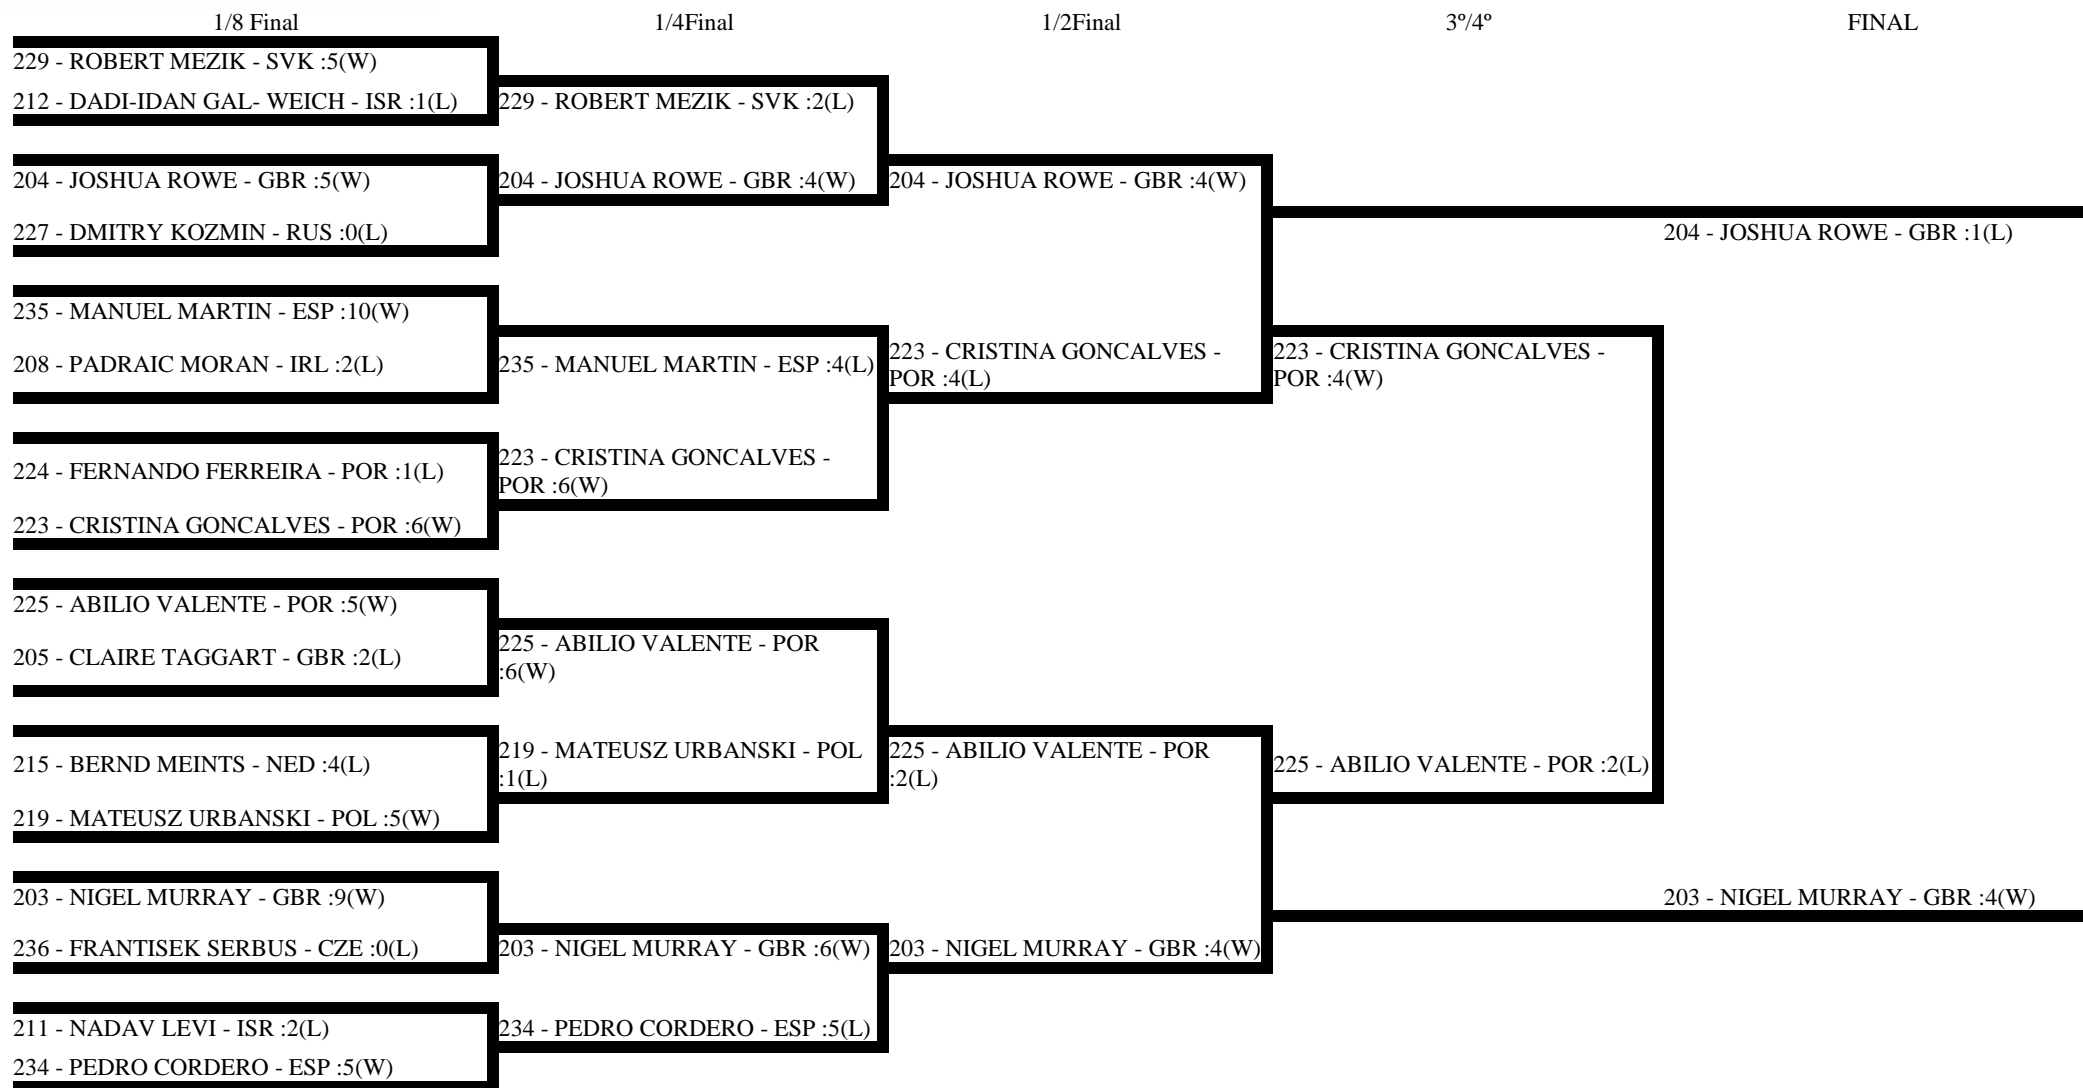 1/8 Final
1/4Final
1/2Final
3º/4º
FINAL
229 - ROBERT MEZIK - SVK :5(W)
212 - DADI-IDAN GAL- WEICH - ISR :1(L)
204 - JOSHUA ROWE - GBR :5(W)
227 - DMITRY KOZMIN - RUS :0(L)
235 - MANUEL MARTIN - ESP :10(W)
208 - PADRAIC MORAN - IRL :2(L)
224 - FERNANDO FERREIRA - POR :1(L)
223 - CRISTINA GONCALVES - POR :6(W)
225 - ABILIO VALENTE - POR :5(W)
205 - CLAIRE TAGGART - GBR :2(L)
215 - BERND MEINTS - NED :4(L)
219 - MATEUSZ URBANSKI - POL :5(W)
203 - NIGEL MURRAY - GBR :9(W)
236 - FRANTISEK SERBUS - CZE :0(L)
211 - NADAV LEVI - ISR :2(L)
234 - PEDRO CORDERO - ESP :5(W)
229 - ROBERT MEZIK - SVK :2(L)
204 - JOSHUA ROWE - GBR :4(W)
235 - MANUEL MARTIN - ESP :4(L)
223 - CRISTINA GONCALVES -
POR :6(W)
225 - ABILIO VALENTE - POR
:6(W)
219 - MATEUSZ URBANSKI - POL
:1(L)
203 - NIGEL MURRAY - GBR :6(W)
234 - PEDRO CORDERO - ESP :5(L)
204 - JOSHUA ROWE - GBR :4(W)
223 - CRISTINA GONCALVES -
POR :4(L)
225 - ABILIO VALENTE - POR
:2(L)
203 - NIGEL MURRAY - GBR :4(W)
223 - CRISTINA GONCALVES -
POR :4(W)
225 - ABILIO VALENTE - POR :2(L)
204 - JOSHUA ROWE - GBR :1(L)
203 - NIGEL MURRAY - GBR :4(W)